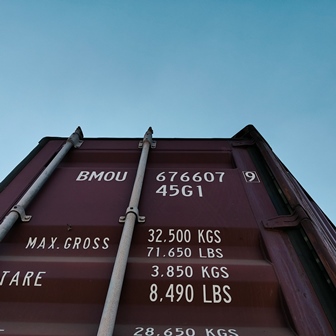 BMOU 676607 9
45G1
MAX.GROSS 32.500 KGS
71.650 LBS
TARE 3.850 KGS
8.490 LBS
28.650 KGS